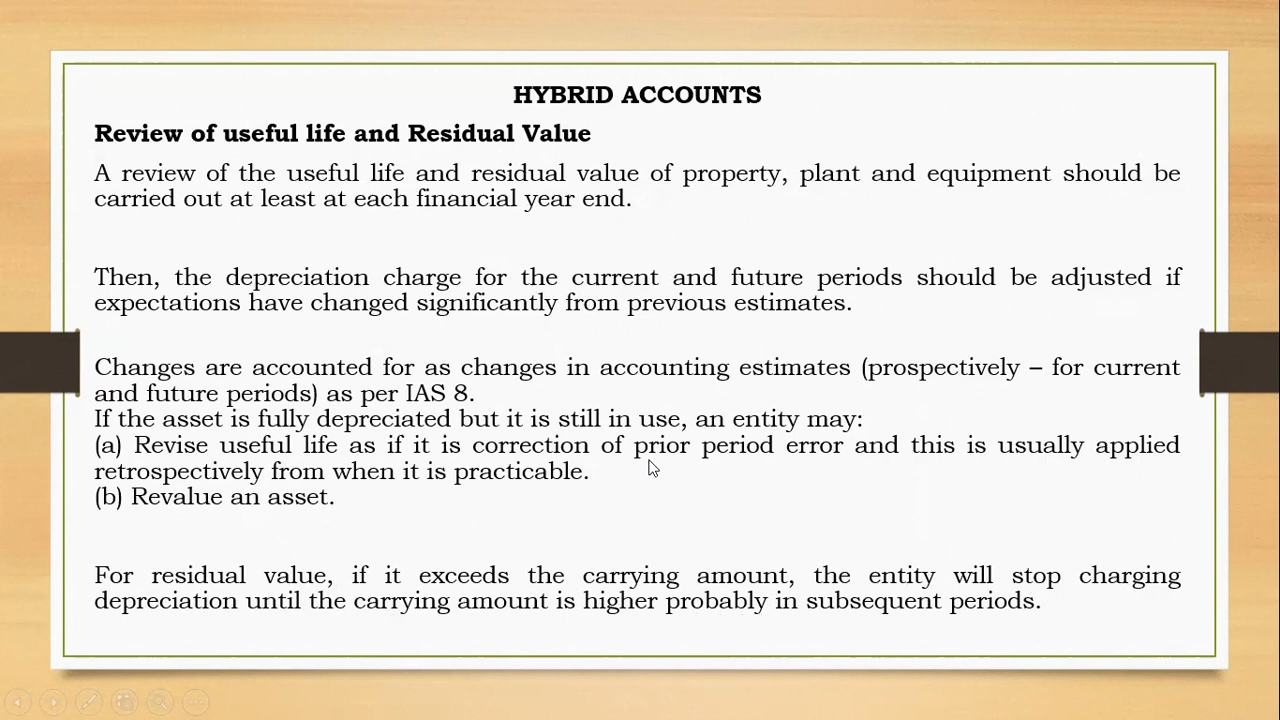 HYBRID ACCOUNTS
Review of useful life and Residual Value
A review of the useful life and residual value of property, plant and equipment should be
carried out at least at each financial year end.
Then, the depreciation charge for the current and future periods should be adjusted if
expectations have changed significantly from previous estimates.
Changes are accounted for as changes in accounting estimates (prospectively – for current
and future periods) as per IAS 8.
If the asset is fully depreciated but it is still in use, an entity may:
(a) Revise useful life as if it is correction of prior period error and this is usually applied
retrospectively from when it is practicable.
(b) Revalue an asset.
For residual value, if it exceeds the carrying amount, the entity will stop charging
depreciation until the carrying amount is higher probably in subsequent periods.